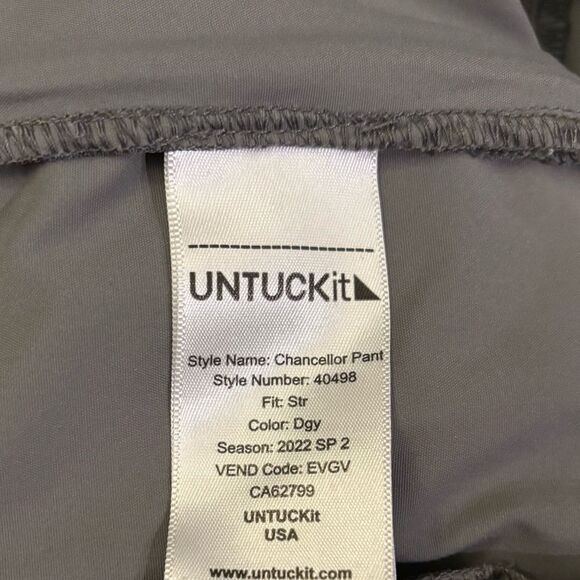 UNTUCKit
Style Name: Chancellor Pant
Style Number: 40498
Fit: Str
Color: Dgy
Season: 2022 SP 2
VEND Code: EVGV
CA62799
UNTUCKit
USA
www.untuckit.com